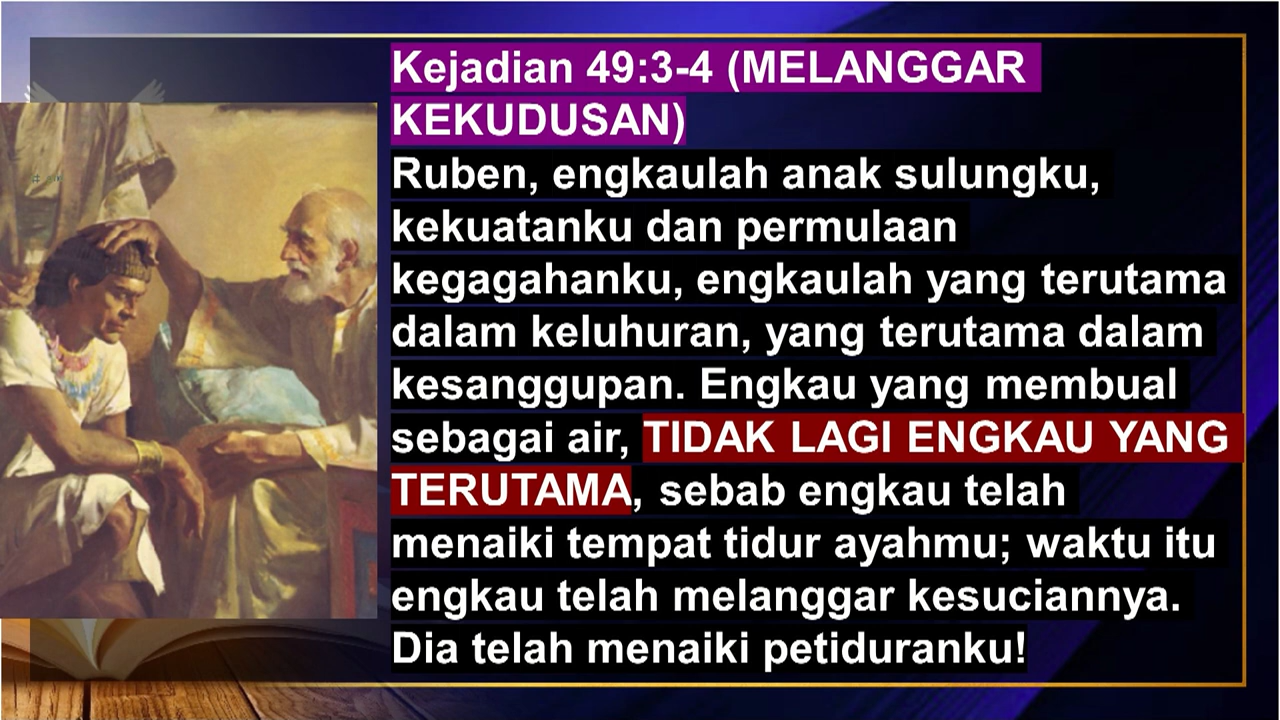 Kejadian 49:3-4 (MELANGGAR
KEKUDUSAN)
Ruben, engkaulah anak sulungku,
kekuatanku dan permulaan
kegagahanku, engkaulah yang terutama
dalam keluhuran, yang terutama dalam
kesanggupan. Engkau yang membual
sebagai air, TIDAK LAGI ENGKAU YANG
TERUTAMA, sebab engkau telah
menaiki tempat tidur ayahmu; waktu itu
engkau telah melanggar kesuciannya.
Dia telah menaiki petiduranku!